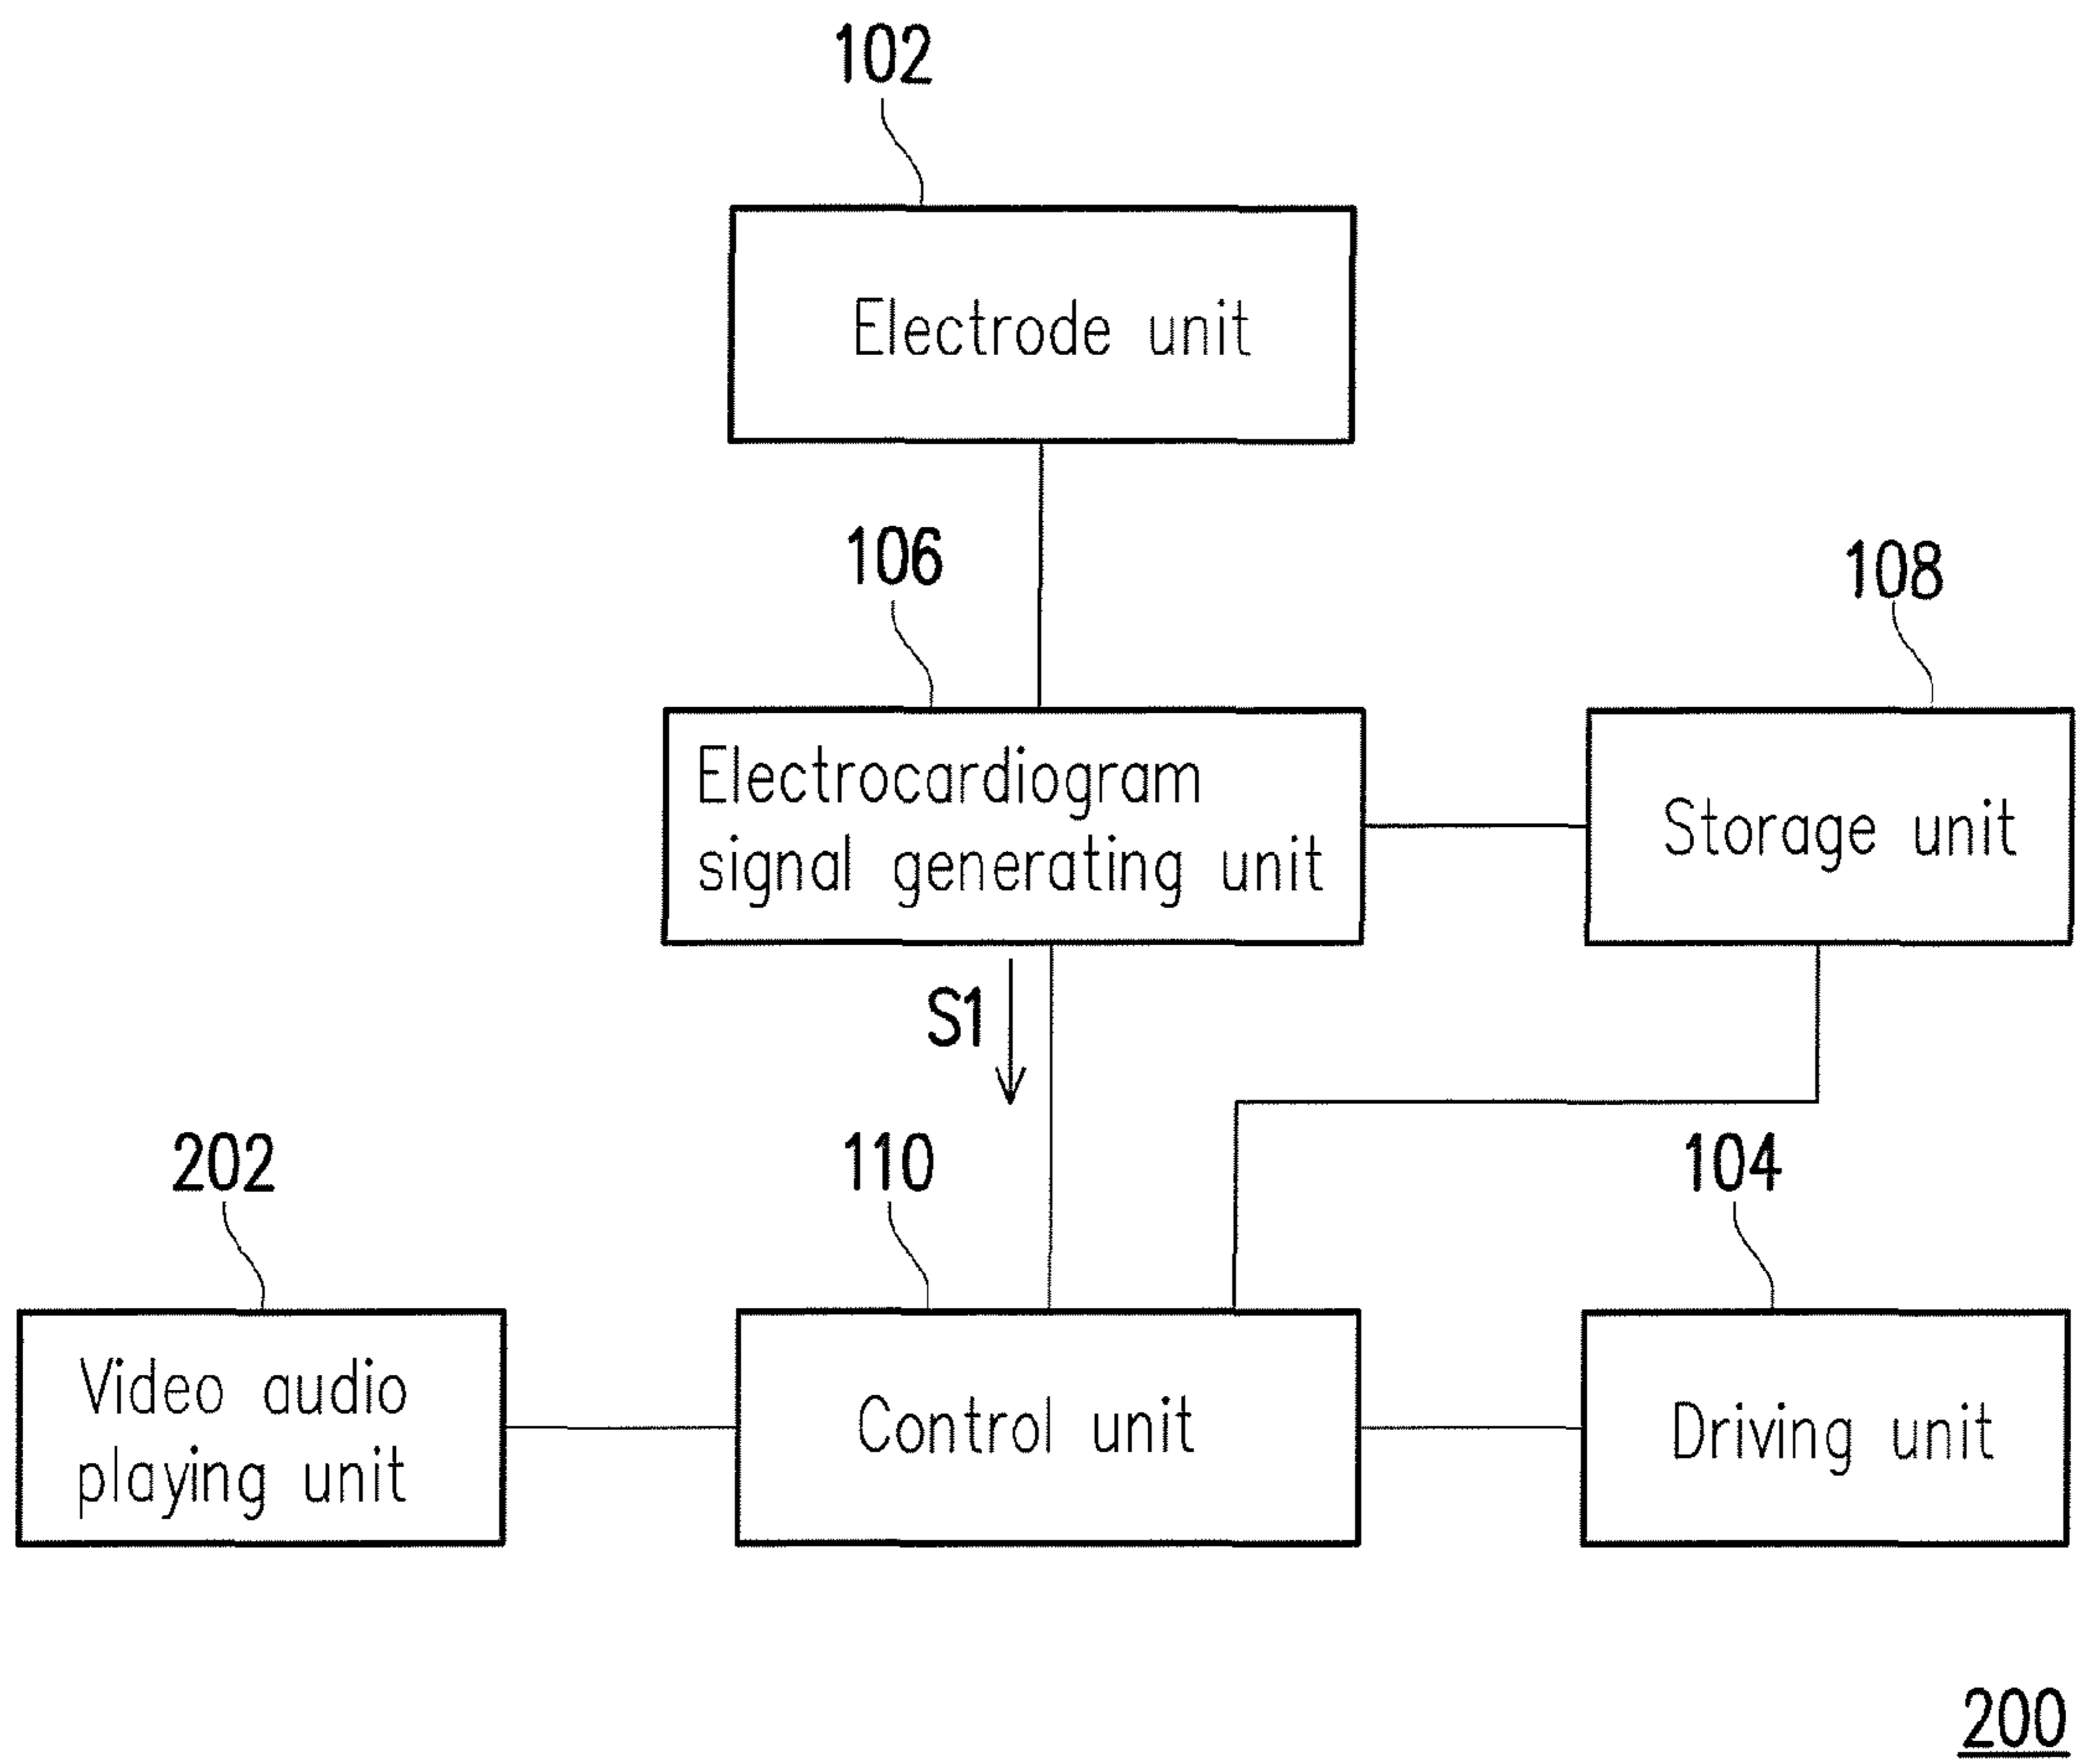 102
Electrode unit
106
108
Electrocardiogram
signal generating unit
Storage unit
S1
202
110
104
Video audio
playing unit
Control unit
Driving unit
200